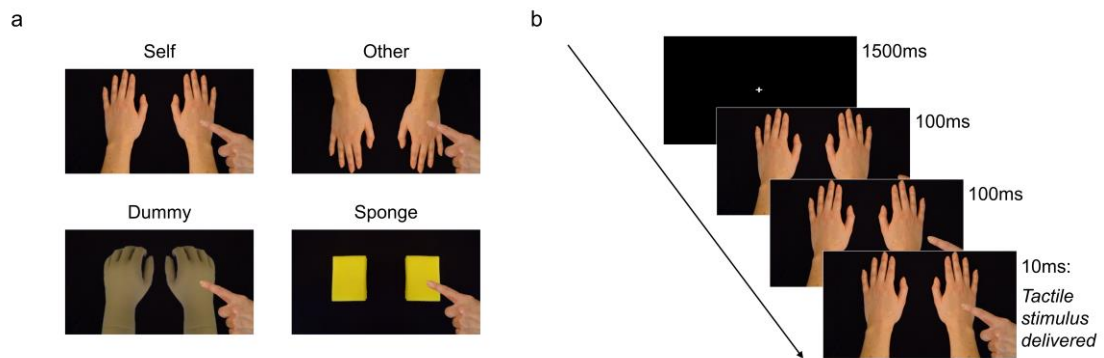 a
Self
Other
Dummy
Sponge
b
1500ms
100ms
100ms
10ms:
Tactile
stimulus
delivered